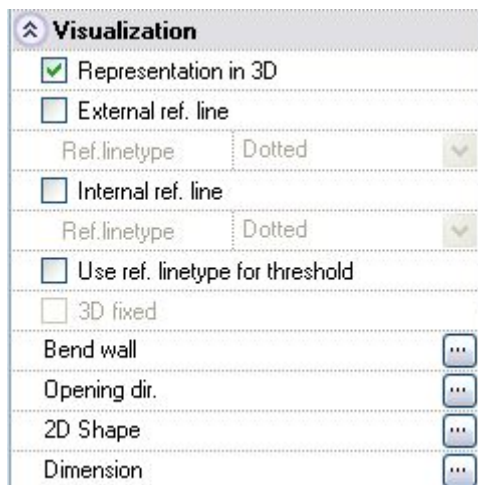 Visualization
Representation in 3D
External ref. line
Ref.linetype Dotted
Internal ref. line
Ref.linetype Dotted
Use ref. linetype for threshold
3D fixed
Bend wall ...
Opening dir. ...
2D Shape ...
Dimension ...